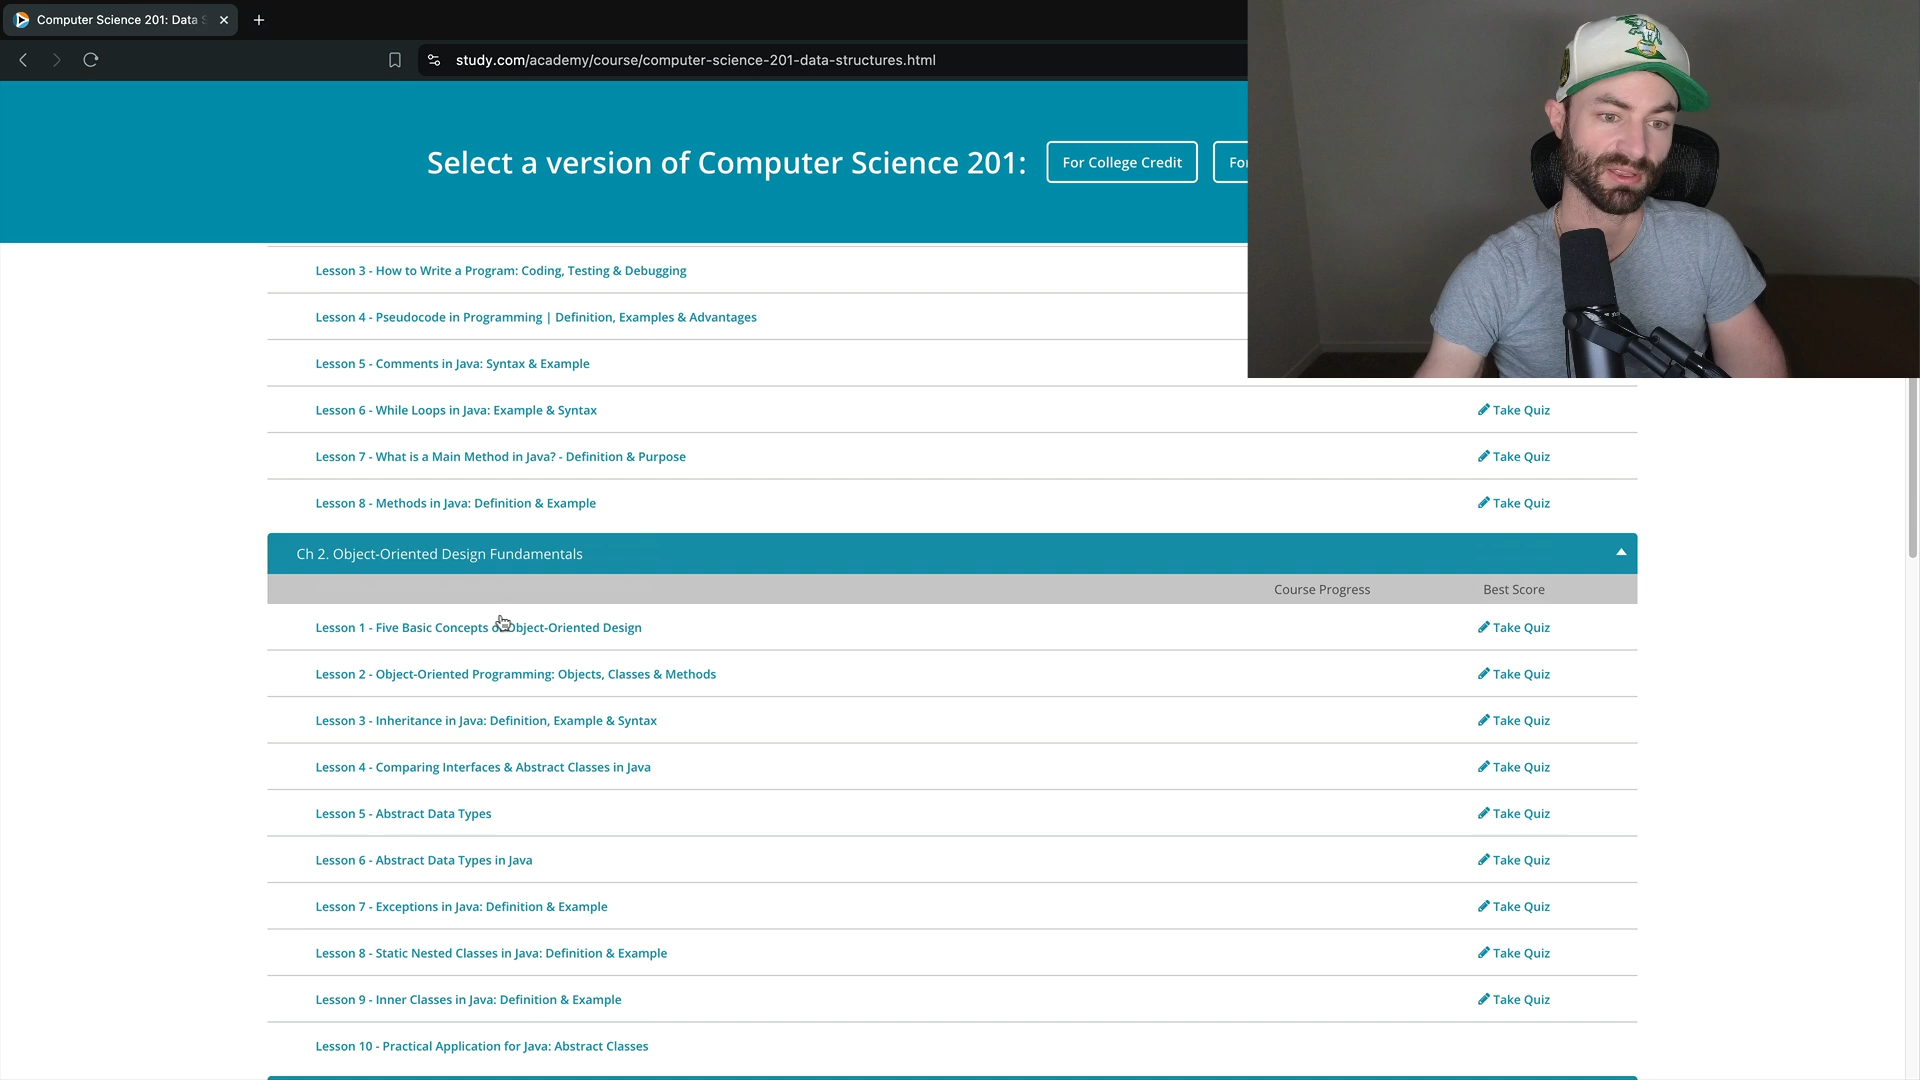 Computer Science 201: Data S
study.com/academy/course/computer-science-201-data-structures.html
Select a version of Computer Science 201:
For College Credit
Fo
Lesson 3 - How to Write a Program: Coding, Testing & Debugging
Lesson 4 - Pseudocode in Programming | Definition, Examples & Advantages
Lesson 5 - Comments in Java: Syntax & Example
Lesson 6 - While Loops in Java: Example & Syntax
Take Quiz
Lesson 7 - What is a Main Method in Java? - Definition & Purpose
Take Quiz
Lesson 8 - Methods in Java: Definition & Example
Take Quiz
Ch 2. Object-Oriented Design Fundamentals
Course Progress
Best Score
Lesson 1 - Five Basic Concepts of Object-Oriented Design
Take Quiz
Lesson 2 - Object-Oriented Programming: Objects, Classes & Methods
Take Quiz
Lesson 3 - Inheritance in Java: Definition, Example & Syntax
Take Quiz
Lesson 4 - Comparing Interfaces & Abstract Classes in Java
Take Quiz
Lesson 5 - Abstract Data Types
Take Quiz
Lesson 6 - Abstract Data Types in Java
Take Quiz
Lesson 7 - Exceptions in Java: Definition & Example
Take Quiz
Lesson 8 - Static Nested Classes in Java: Definition & Example
Take Quiz
Lesson 9 - Inner Classes in Java: Definition & Example
Take Quiz
Lesson 10 - Practical Application for Java: Abstract Classes